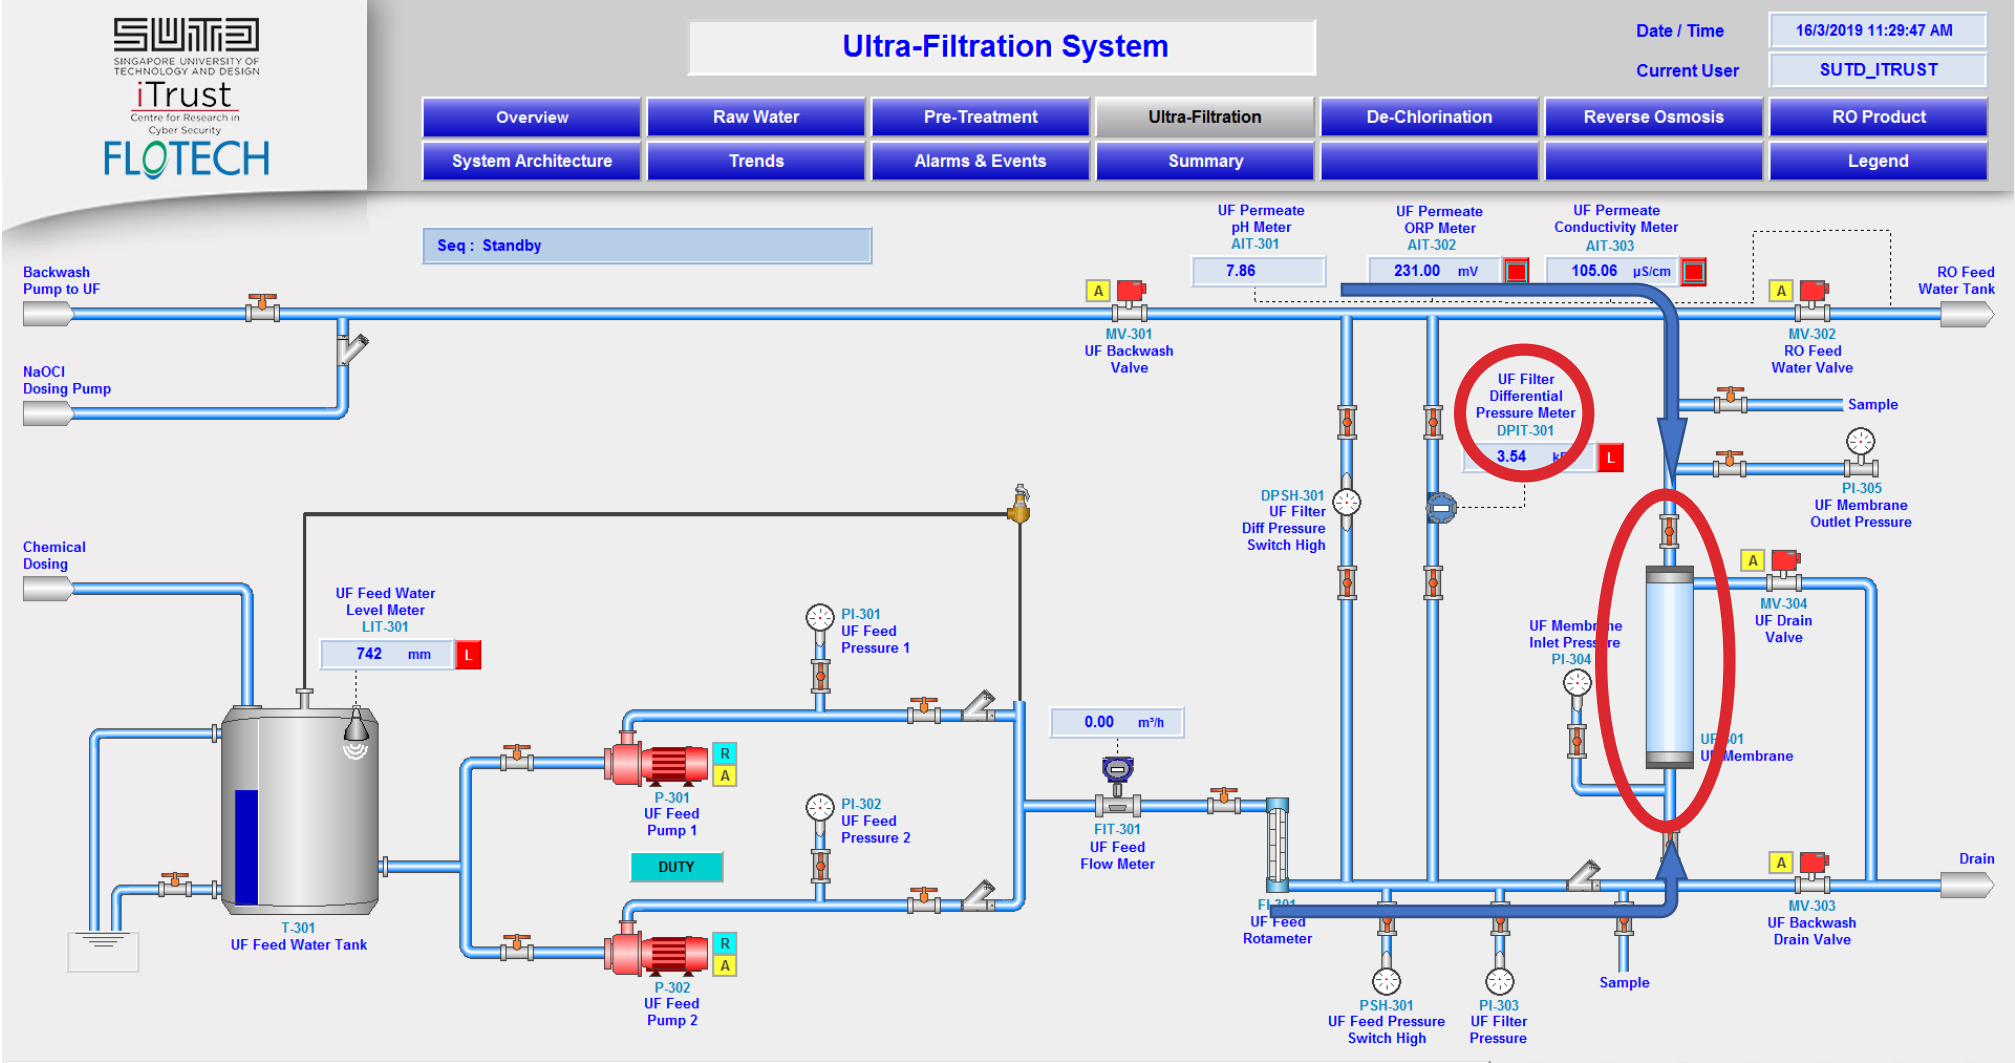 SUTD
SINGAPORE UNIVERSITY OF
TECHNOLOGY AND DESIGN
iTrust
Centre for Research in
Cyber Security
FLOTECH
Ultra-Filtration System
Date / Time
16/3/2019 11:29:47 AM
Current User
SUTD_ITRUST
Overview
Raw Water
Pre-Treatment
Ultra-Filtration
De-Chlorination
Reverse Osmosis
RO Product
System Architecture
Trends
Alarms & Events
Summary
Legend
Seq : Standby
UF Permeate
pH Meter
AIT-301
7.86
UF Permeate
ORP Meter
AIT-302
231.00 mV
UF Permeate
Conductivity Meter
AIT-303
105.06 µS/cm
Backwash
Pump to UF
A
MV-301
UF Backwash
Valve
A
MV-302
RO Feed
Water Valve
RO Feed
Water Tank
NaOCl
Dosing Pump
UF Filter
Differential
Pressure Meter
DPIT-301
3.54
L
Sample
PI-305
UF Membrane
Outlet Pressure
DPSH-301
UF Filter
Diff Pressure
Switch High
Chemical
Dosing
UF Feed Water
Level Meter
LIT-301
742 mm
L
PI-301
UF Feed
Pressure 1
A
MV-304
UF Drain
Valve
UF Membrane
Inlet Pressure
PI-304
UF Membrane
0.00 m³/h
R
A
P-301
UF Feed
Pump 1
PI-302
UF Feed
Pressure 2
FIT-301
UF Feed
Flow Meter
DUTY
A
MV-303
UF Backwash
Drain Valve
Drain
T-301
UF Feed Water Tank
FI-301
UF Feed
Rotameter
R
A
P-302
UF Feed
Pump 2
PSH-301
UF Feed Pressure
Switch High
PI-303
UF Filter
Pressure
Sample